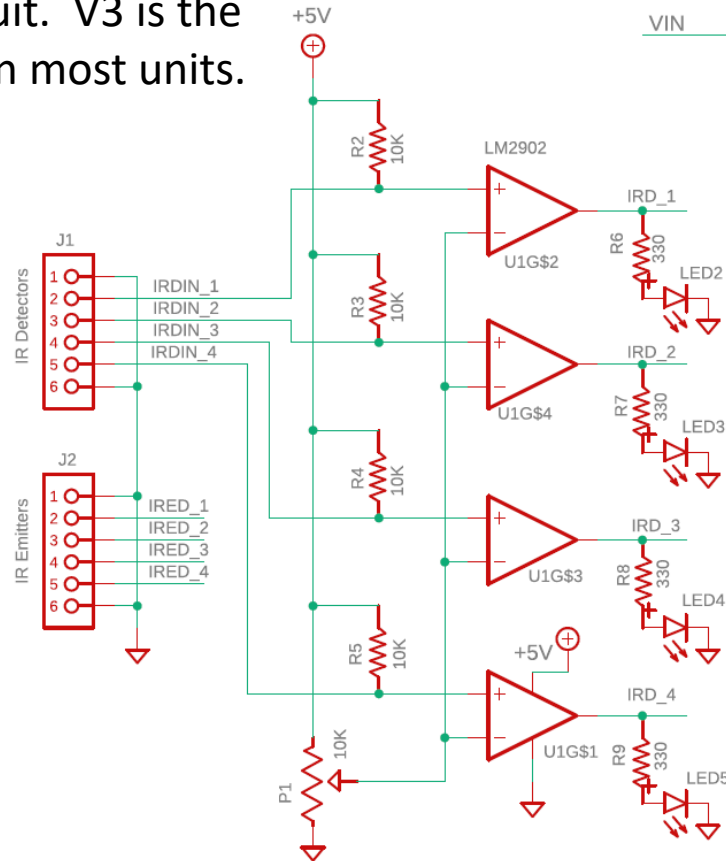 uit. V3 is the
n most units.
+5V
VIN
R2
10K
LM2902
+
−
U1G$2
IRD_1
R6
330
+
LED2
J1
IR Detectors
1
2
3
4
5
6
IRDIN_1
IRDIN_2
IRDIN_3
IRDIN_4
R3
10K
+
−
U1G$4
IRD_2
R7
330
+
LED3
J2
IR Emitters
1
2
3
4
5
6
IRED_1
IRED_2
IRED_3
IRED_4
R4
10K
+
−
U1G$3
IRD_3
R8
330
+
LED4
R5
10K
+5V
+
−
U1G$1
IRD_4
R9
330
+
LED5
P1
10K